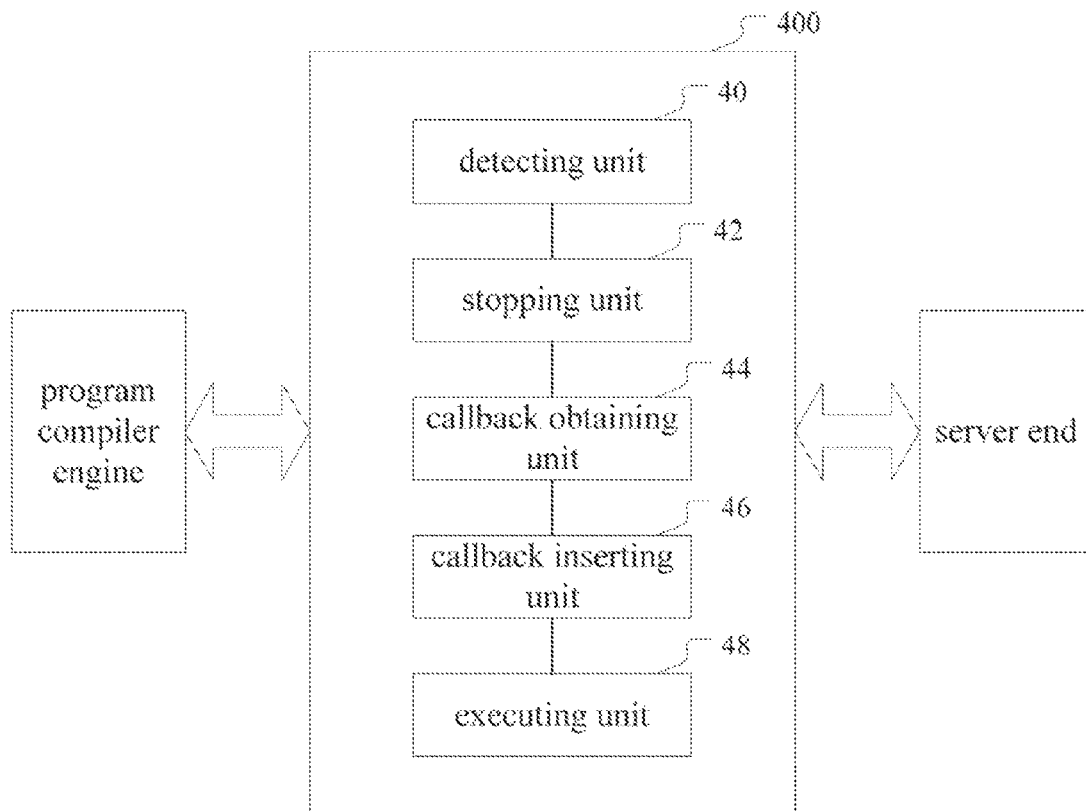 400
40
detecting unit
42
stopping unit
44
callback obtaining
unit
46
callback inserting
unit
48
executing unit
program
compiler
engine
server end